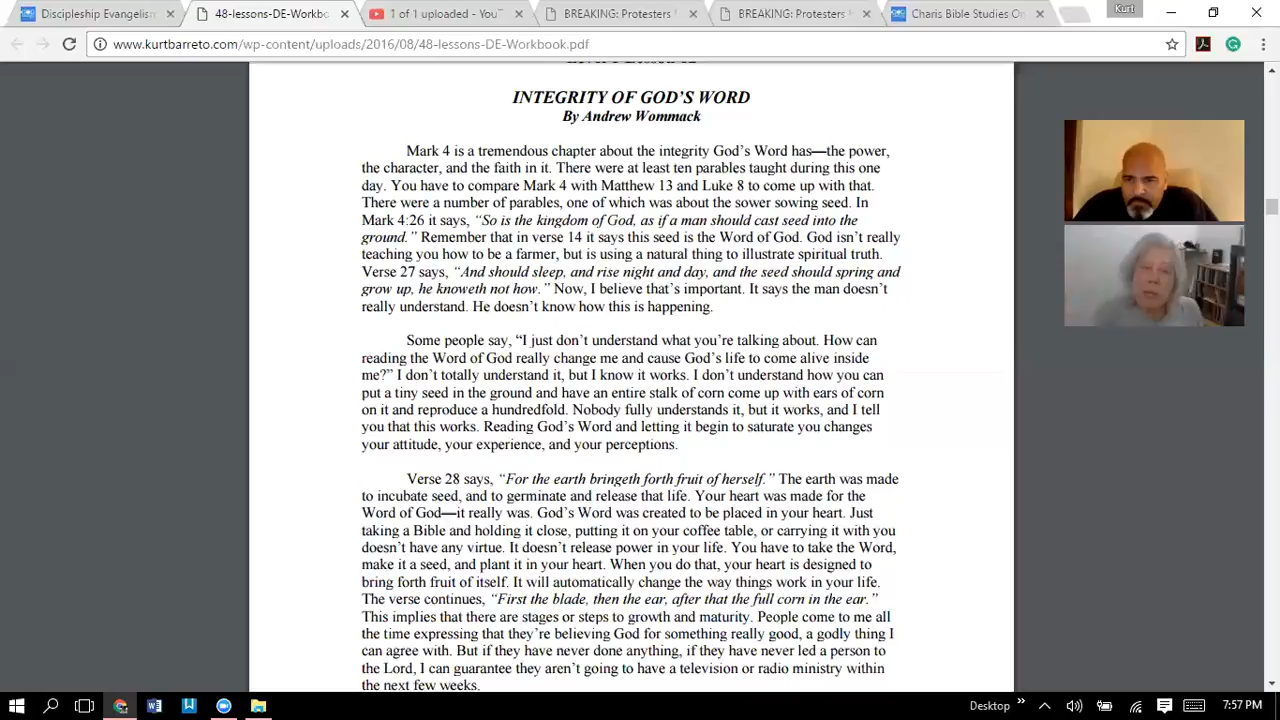 Discipleship Evangelism
48-lessons-DE-Workbo
1 of 1 uploaded - You
BREAKING: Protesters
BREAKING: Protesters
Charis Bible Studies O
Kurt
www.kurtbarreto.com/wp-content/uploads/2016/08/48-lessons-DE-Workbook.pdf
INTEGRITY OF GOD'S WORD
By Andrew Wommack
Mark 4 is a tremendous chapter about the integrity God's Word has—the power,
the character, and the faith in it. There were at least ten parables taught during this one
day. You have to compare Mark 4 with Matthew 13 and Luke 8 to come up with that.
There were a number of parables, one of which was about the sower sowing seed. In
Mark 4:26 it says, “So is the kingdom of God, as if a man should cast seed into the
ground.” Remember that in verse 14 it says this seed is the Word of God. God isn't really
teaching you how to be a farmer, but is using a natural thing to illustrate spiritual truth.
Verse 27 says, “And should sleep, and rise night and day, and the seed should spring and
grow up, he knoweth not how.” Now, I believe that's important. It says the man doesn't
really understand. He doesn't know how this is happening.
Some people say, “I just don't understand what you're talking about. How can
reading the Word of God really change me and cause God's life to come alive inside
me?” I don't totally understand it, but I know it works. I don't understand how you can
put a tiny seed in the ground and have an entire stalk of corn come up with ears of corn
on it and reproduce a hundredfold. Nobody fully understands it, but it works, and I tell
you that this works. Reading God's Word and letting it begin to saturate you changes
your attitude, your experience, and your perceptions.
Verse 28 says, “For the earth bringeth forth fruit of herself.” The earth was made
to incubate seed, and to germinate and release that life. Your heart was made for the
Word of God—it really was. God's Word was created to be placed in your heart. Just
taking a Bible and holding it close, putting it on your coffee table, or carrying it with you
doesn't have any virtue. It doesn't release power in your life. You have to take the Word,
make it a seed, and plant it in your heart. When you do that, your heart is designed to
bring forth fruit of itself. It will automatically change the way things work in your life.
The verse continues, “First the blade, then the ear, after that the full corn in the ear.”
This implies that there are stages or steps to growth and maturity. People come to me all
the time expressing that they're believing God for something really good, a godly thing I
can agree with. But if they have never done anything, if they have never led a person to
the Lord, I can guarantee they aren't going to have a television or radio ministry within
the next few weeks.
Desktop
7:57 PM